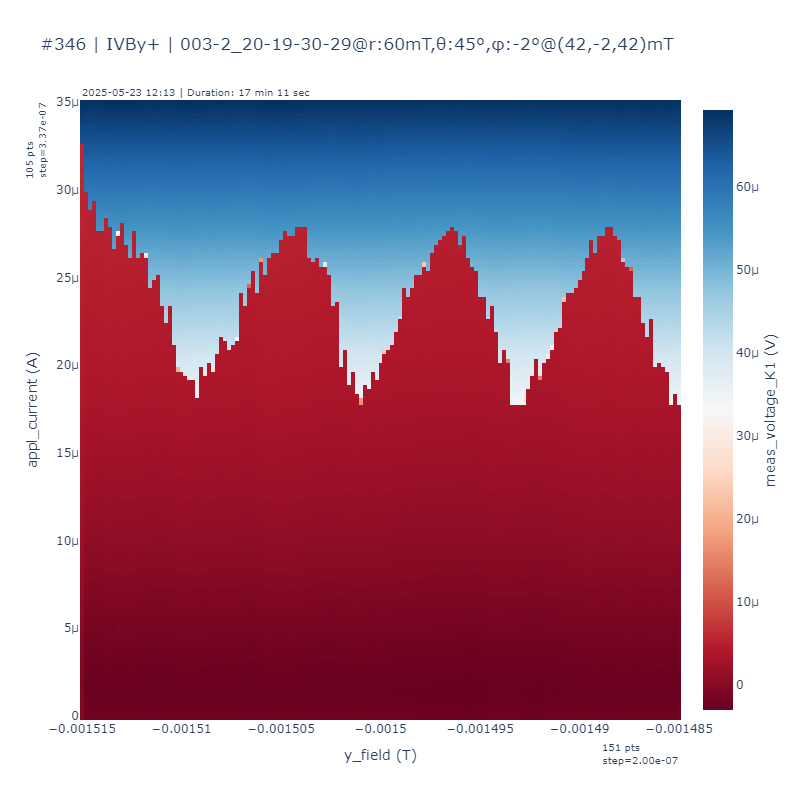 #346 | IVBy+ | 003-2_20-19-30-29@r:60mT,θ:45°,φ:-2°@(42,-2,42)mT
2025-05-23 12:13 | Duration: 17 min 11 sec
105 pts
step=3.37e-07
appl_current (A)
35μ
30μ
25μ
20μ
15μ
10μ
5μ
0
−0.001515
−0.00151
−0.001505
−0.0015
−0.001495
−0.00149
−0.001485
y_field (T)
151 pts
step=2.00e-07
60μ
50μ
40μ
30μ
20μ
10μ
0
meas_voltage_K1 (V)